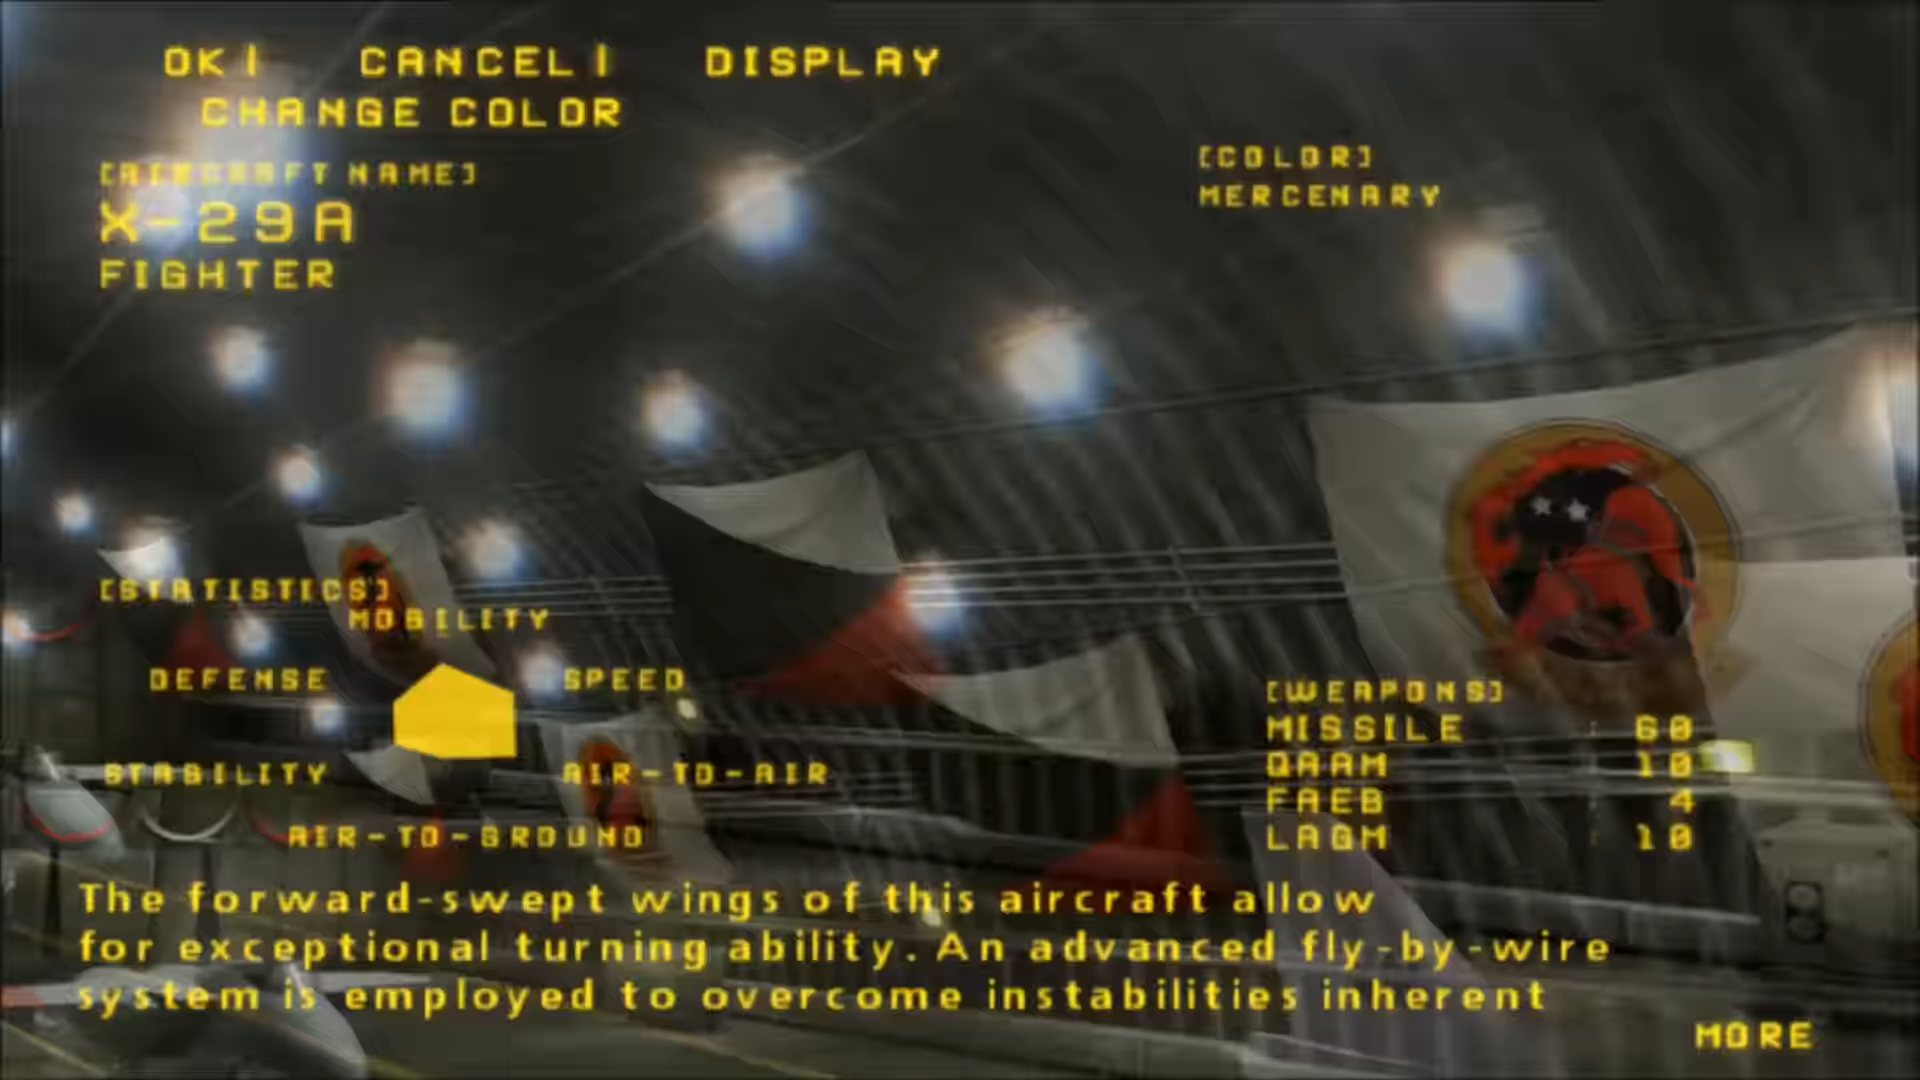 OK | CANCEL | DISPLAY
CHANGE COLOR
[AIRCRAFT NAME]
X-29A
FIGHTER
[COLOR]
MERCENARY
[STATISTICS]
MOBILITY
DEFENSE
SPEED
STABILITY
AIR-TO-AIR
AIR-TO-GROUND
[WEAPONS]
MISSILE 60
QAAM 10
FAEB 4
LAGM 10
The forward-swept wings of this aircraft allow
for exceptional turning ability. An advanced fly-by-wire
system is employed to overcome instabilities inherent
MORE